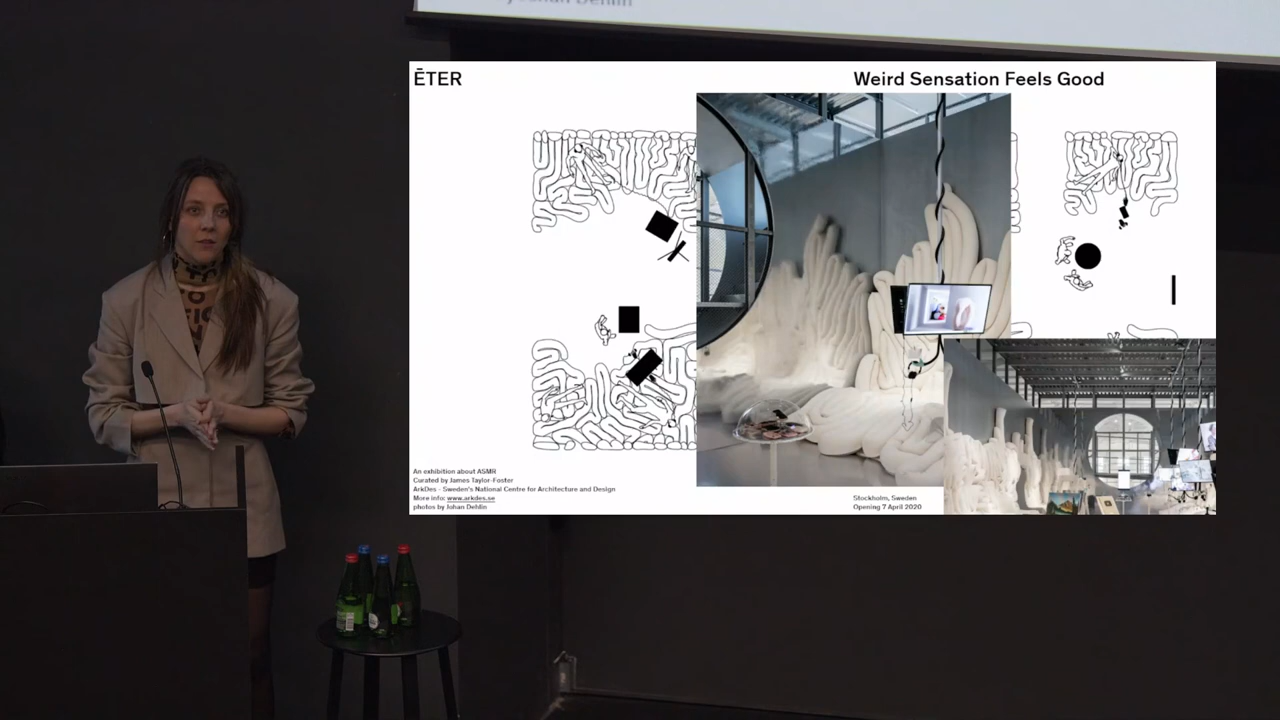 ĒTER
Weird Sensation Feels Good
An exhibition about ASMR
Curated by James Taylor-Foster
ArkDes - Sweden's National Centre for Architecture and Design
More info: www.arkdes.se
photos by Johan Dehlin
Stockholm, Sweden
Opening 7 April 2020